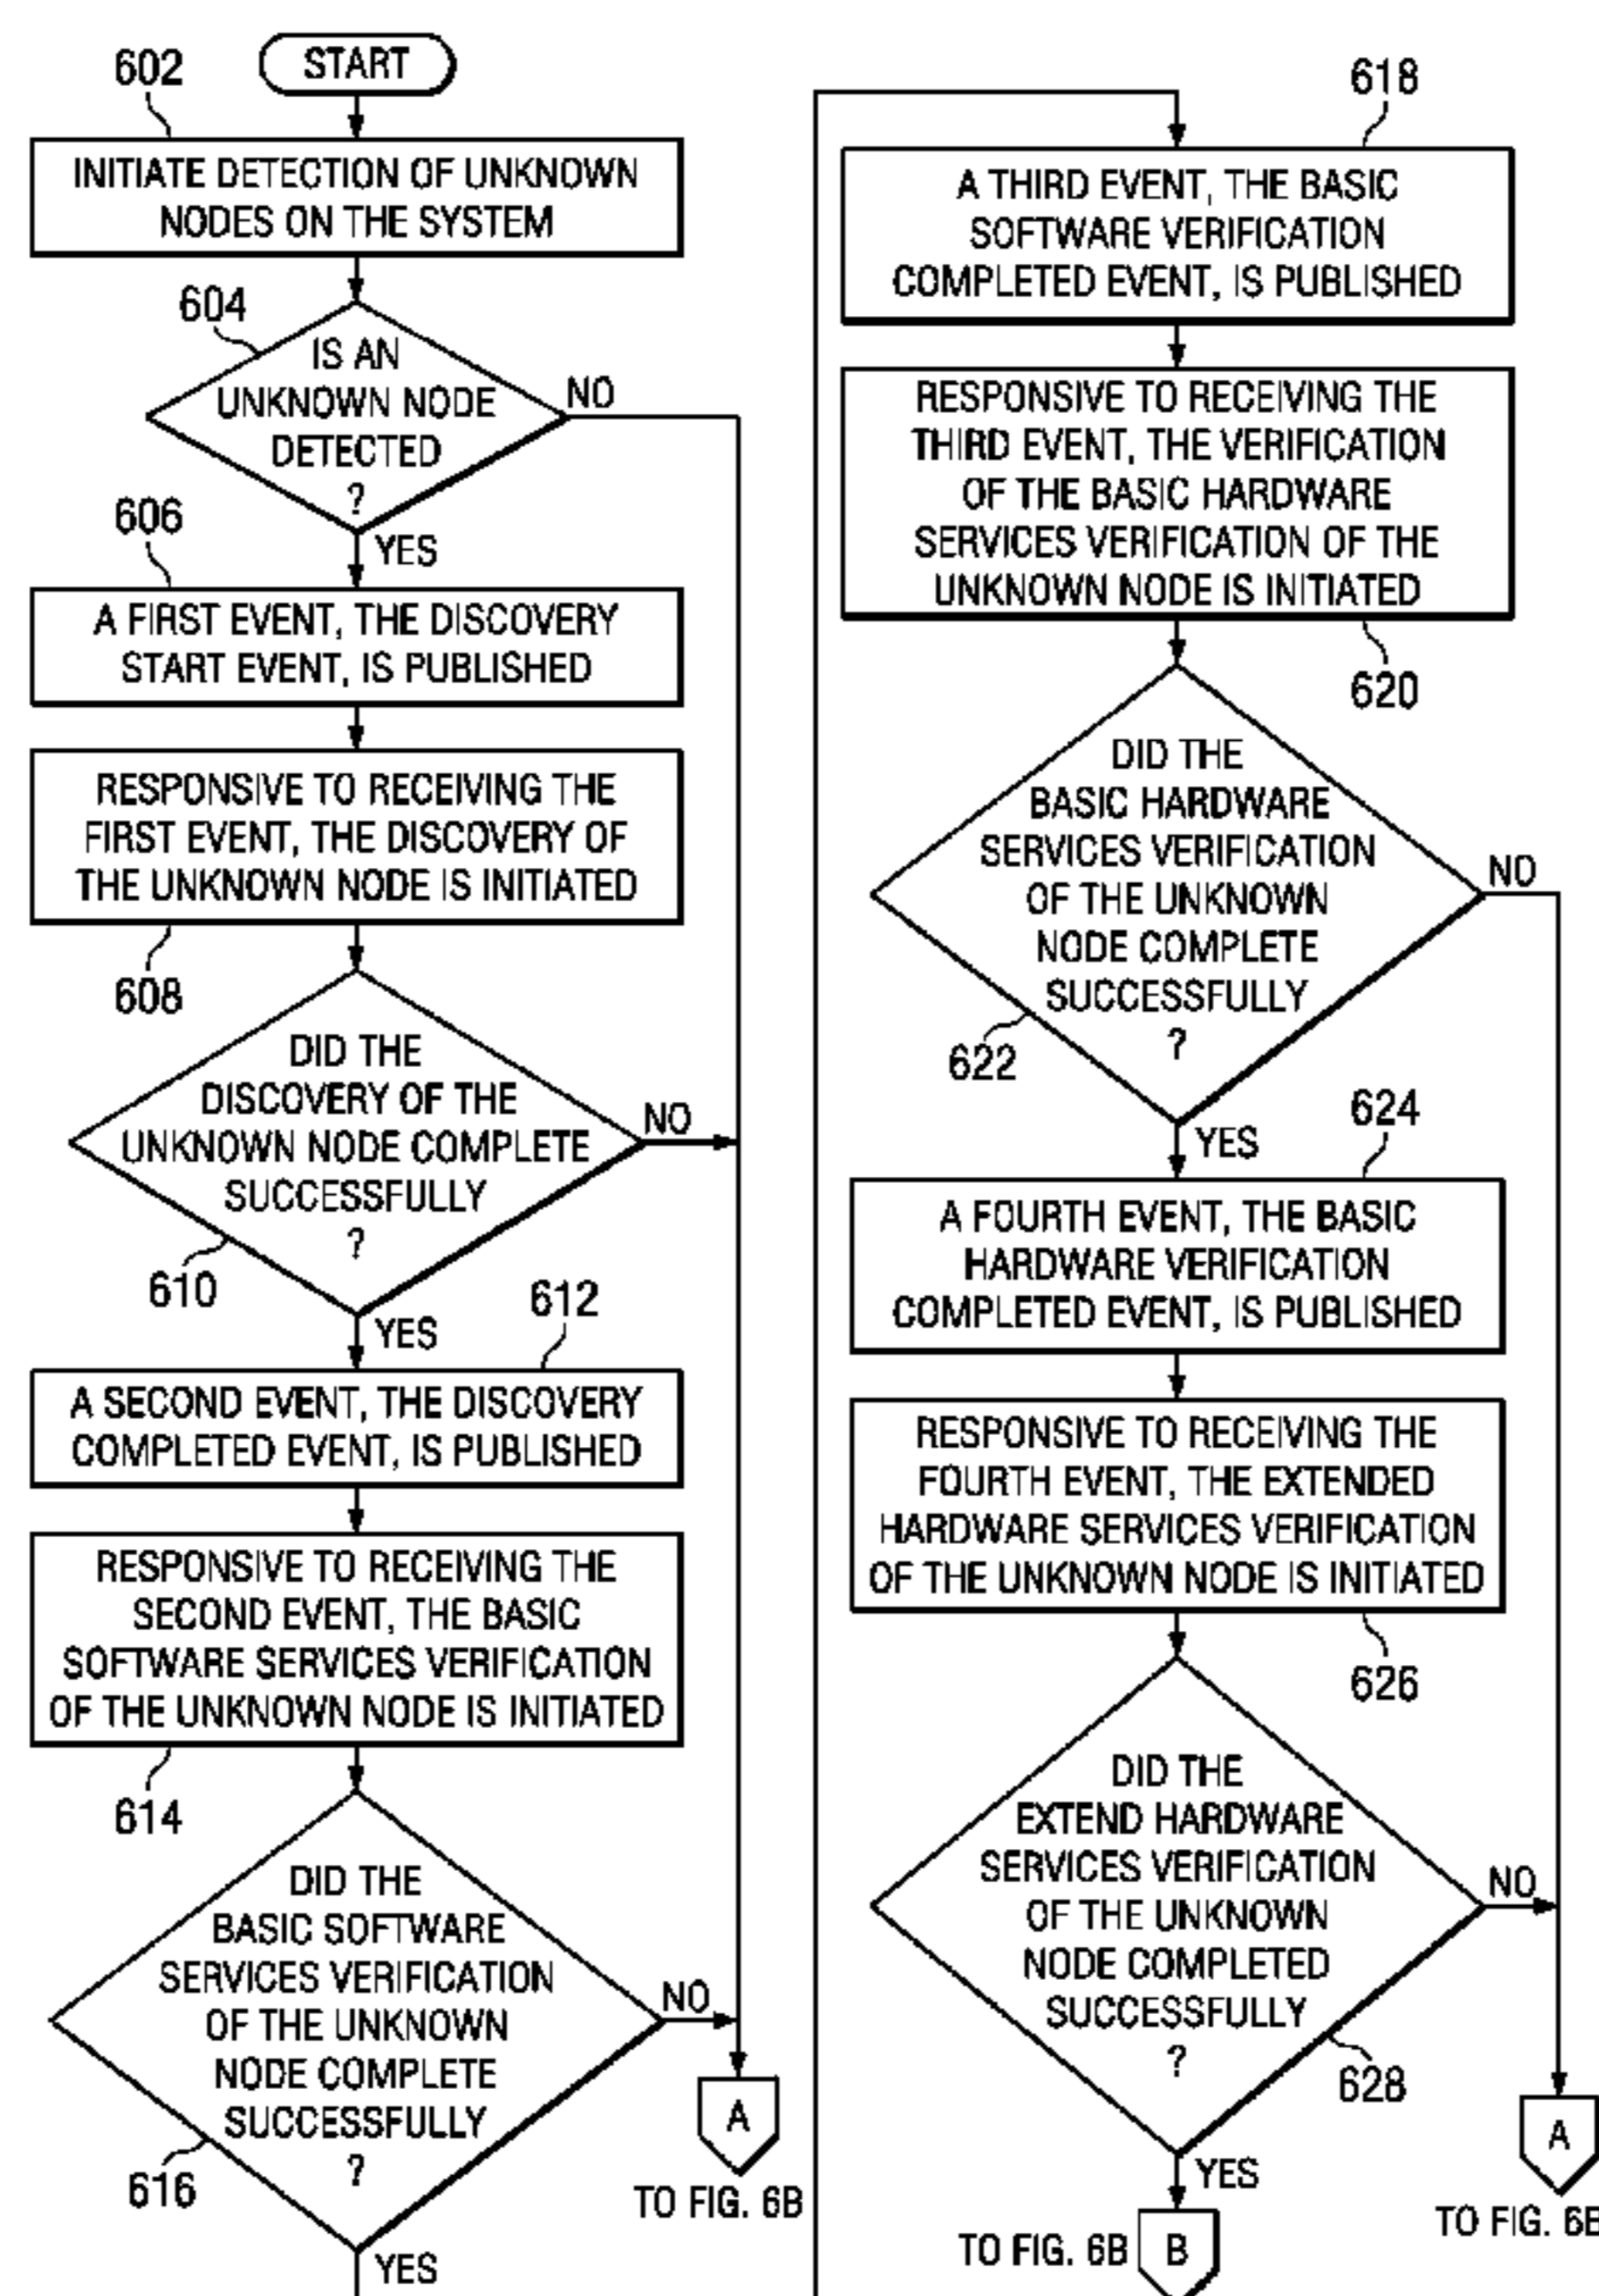 START
602
INITIATE DETECTION OF UNKNOWN
NODES ON THE SYSTEM
604
IS AN
UNKNOWN NODE
DETECTED
?
NO
YES
606
A FIRST EVENT, THE DISCOVERY
START EVENT, IS PUBLISHED
RESPONSIVE TO RECEIVING THE
FIRST EVENT, THE DISCOVERY OF
THE UNKNOWN NODE IS INITIATED
608
DID THE
DISCOVERY OF THE
UNKNOWN NODE COMPLETE
SUCCESSFULLY
?
NO
610
YES
612
A SECOND EVENT, THE DISCOVERY
COMPLETED EVENT, IS PUBLISHED
RESPONSIVE TO RECEIVING THE
SECOND EVENT, THE BASIC
SOFTWARE SERVICES VERIFICATION
OF THE UNKNOWN NODE IS INITIATED
614
DID THE
BASIC SOFTWARE
SERVICES VERIFICATION
OF THE UNKNOWN
NODE COMPLETE
SUCCESSFULLY
?
NO
616
YES
A
TO FIG. 6B
618
A THIRD EVENT, THE BASIC
SOFTWARE VERIFICATION
COMPLETED EVENT, IS PUBLISHED
RESPONSIVE TO RECEIVING THE
THIRD EVENT, THE VERIFICATION
OF THE BASIC HARDWARE
SERVICES VERIFICATION OF THE
UNKNOWN NODE IS INITIATED
620
DID THE
BASIC HARDWARE
SERVICES VERIFICATION
OF THE UNKNOWN
NODE COMPLETE
SUCCESSFULLY
?
NO
622
YES
624
A FOURTH EVENT, THE BASIC
HARDWARE VERIFICATION
COMPLETED EVENT, IS PUBLISHED
RESPONSIVE TO RECEIVING THE
FOURTH EVENT, THE EXTENDED
HARDWARE SERVICES VERIFICATION
OF THE UNKNOWN NODE IS INITIATED
626
DID THE
EXTEND HARDWARE
SERVICES VERIFICATION
OF THE UNKNOWN
NODE COMPLETED
SUCCESSFULLY
?
NO
628
YES
A
TO FIG. 6B
TO FIG. 6B
B